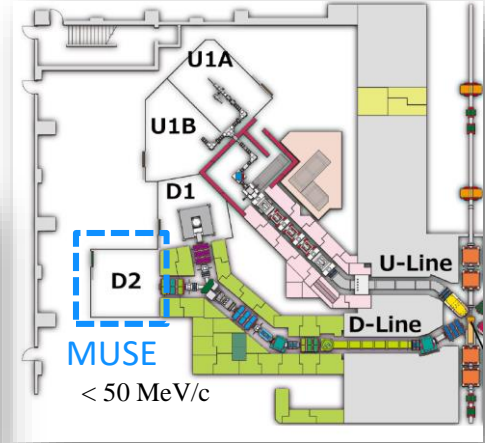 U1A
U1B
D1
U-Line
D2
D-Line
MUSE
< 50 MeV/c